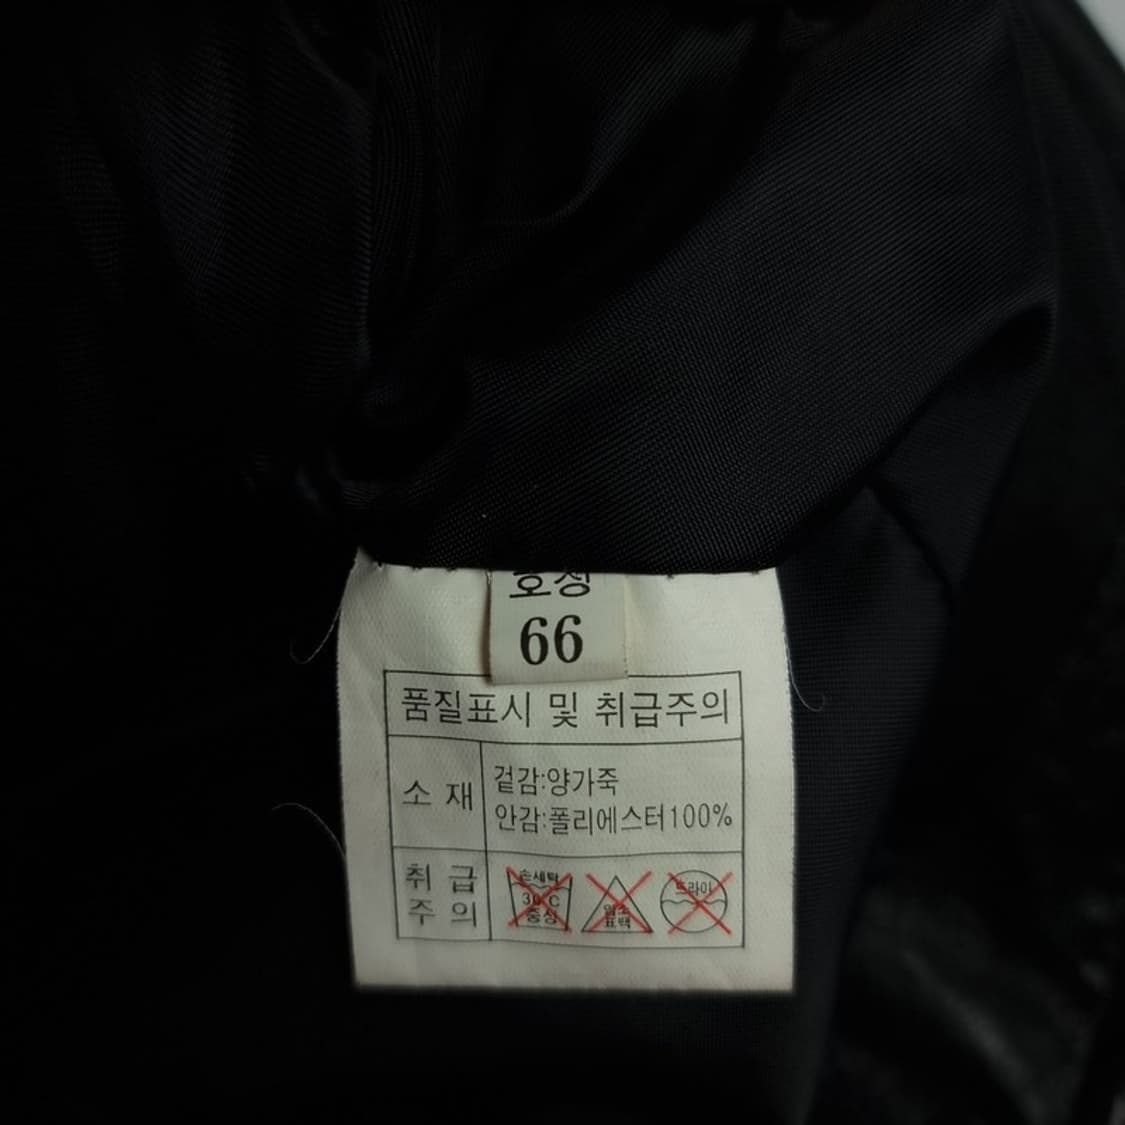 호칭
66
품질표시 및 취급주의
소 재
겉감:양가죽
안감:폴리에스터100%
취 급
주 의
손세탁
30℃
중성
염소
표백
드라이